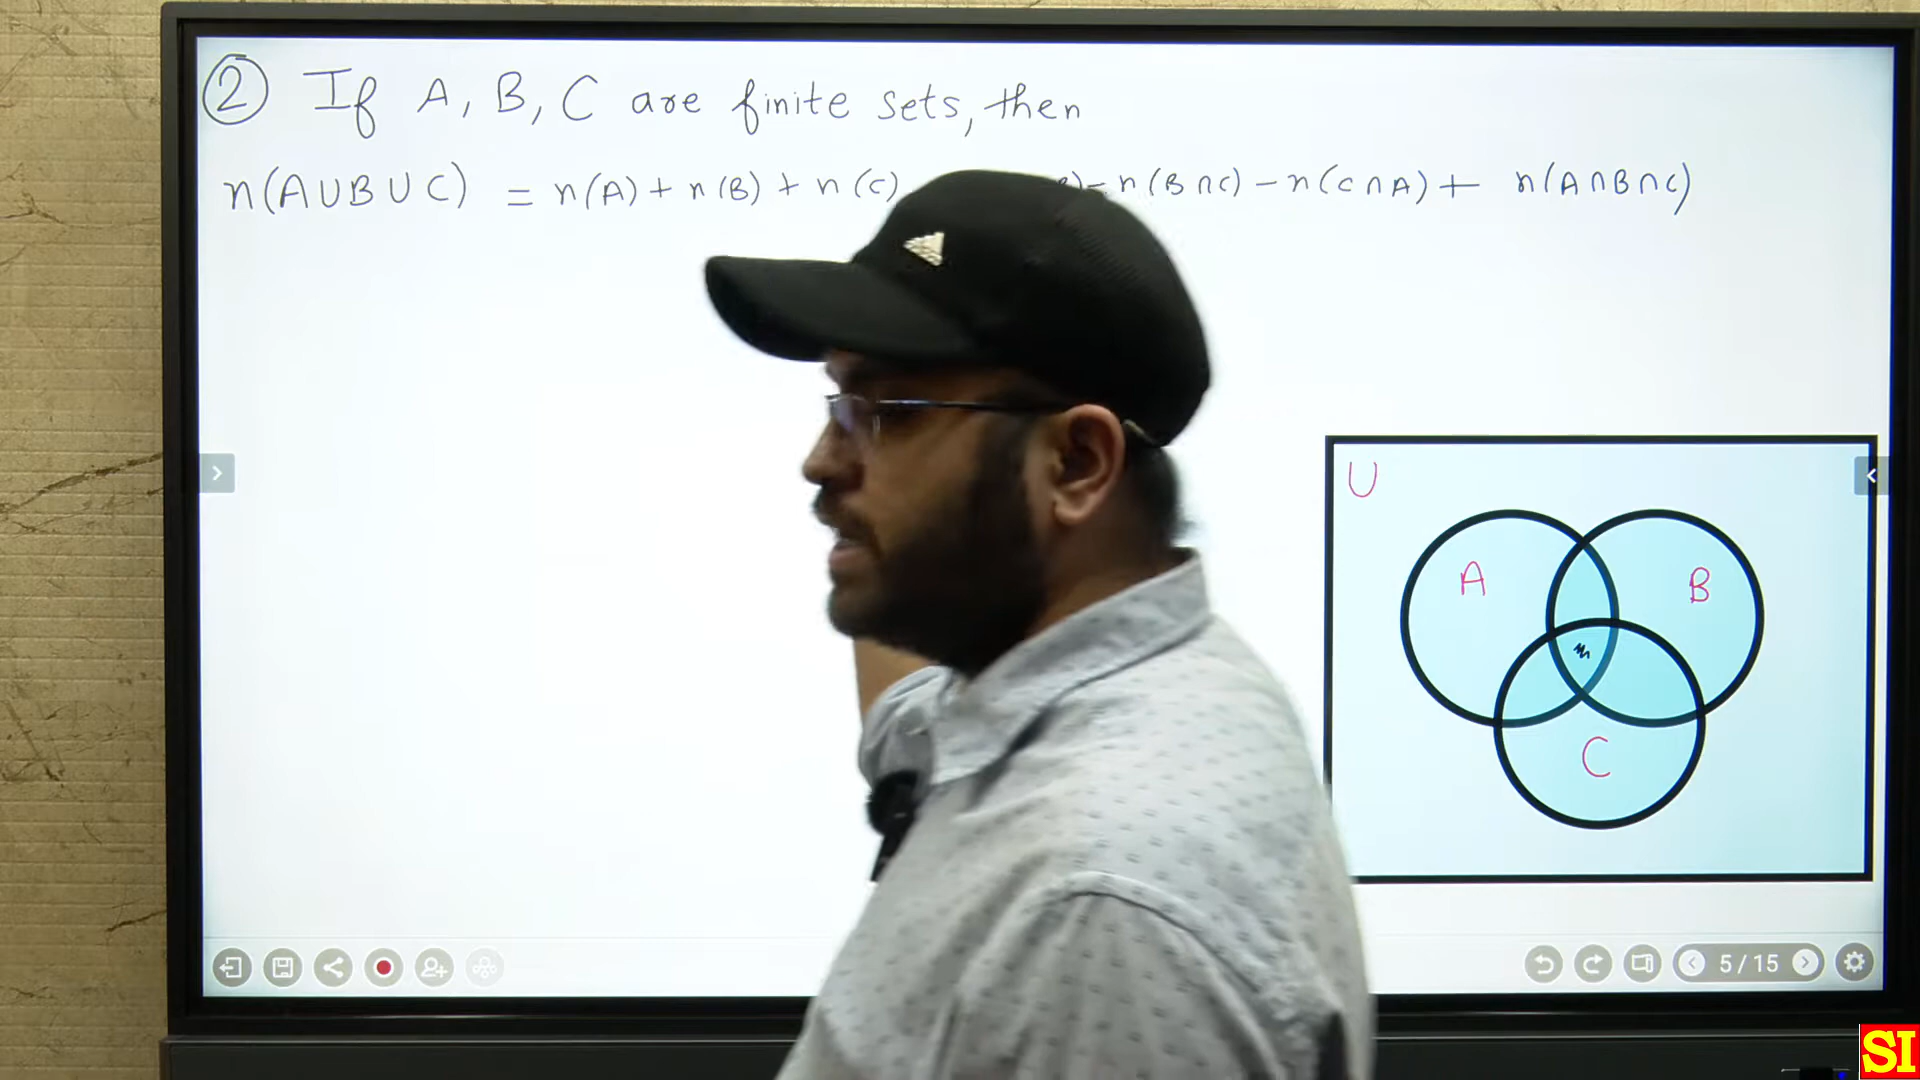 ② If A, B, C are finite sets, then
n(A∪B∪C) = n(A) + n(B) + n(C) ) - n(B∩C) - n(C∩A) + n(A∩B∩C)
U
A
B
C
5/15
SI